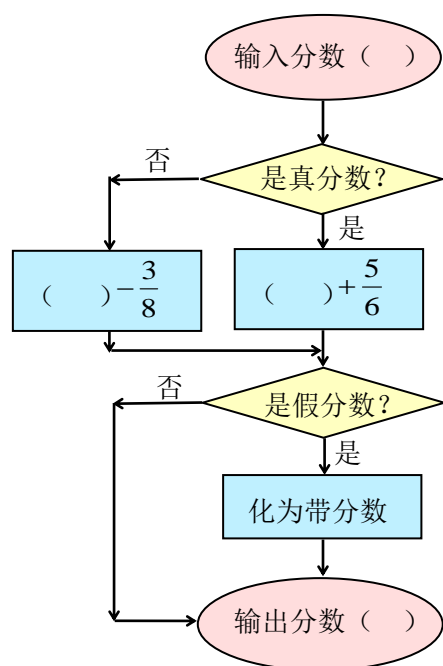 输入分数（　）
是真分数？
否
是
（　　）−3/8
（　　）+5/6
否
是假分数？
是
化为带分数
输出分数（　）